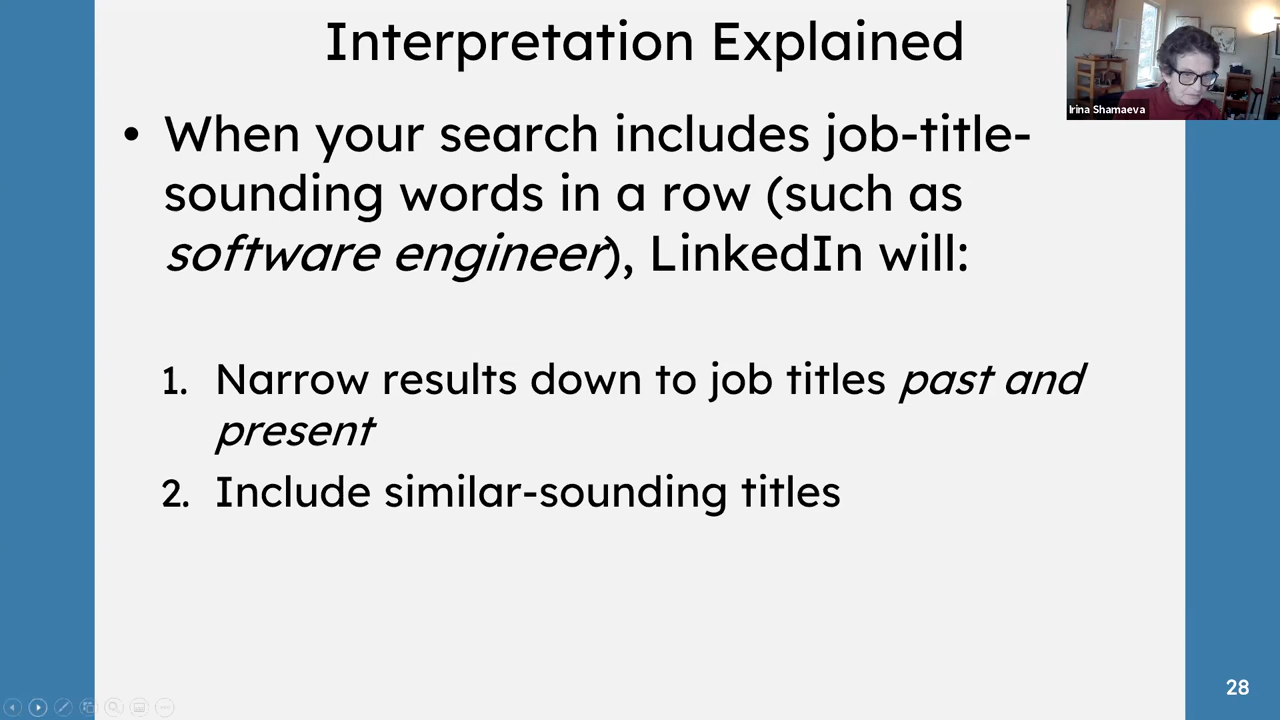 Interpretation Explained
Irina Shamaeva
• When your search includes job-title-
sounding words in a row (such as
software engineer), LinkedIn will:
1. Narrow results down to job titles past and
present
2. Include similar-sounding titles
28